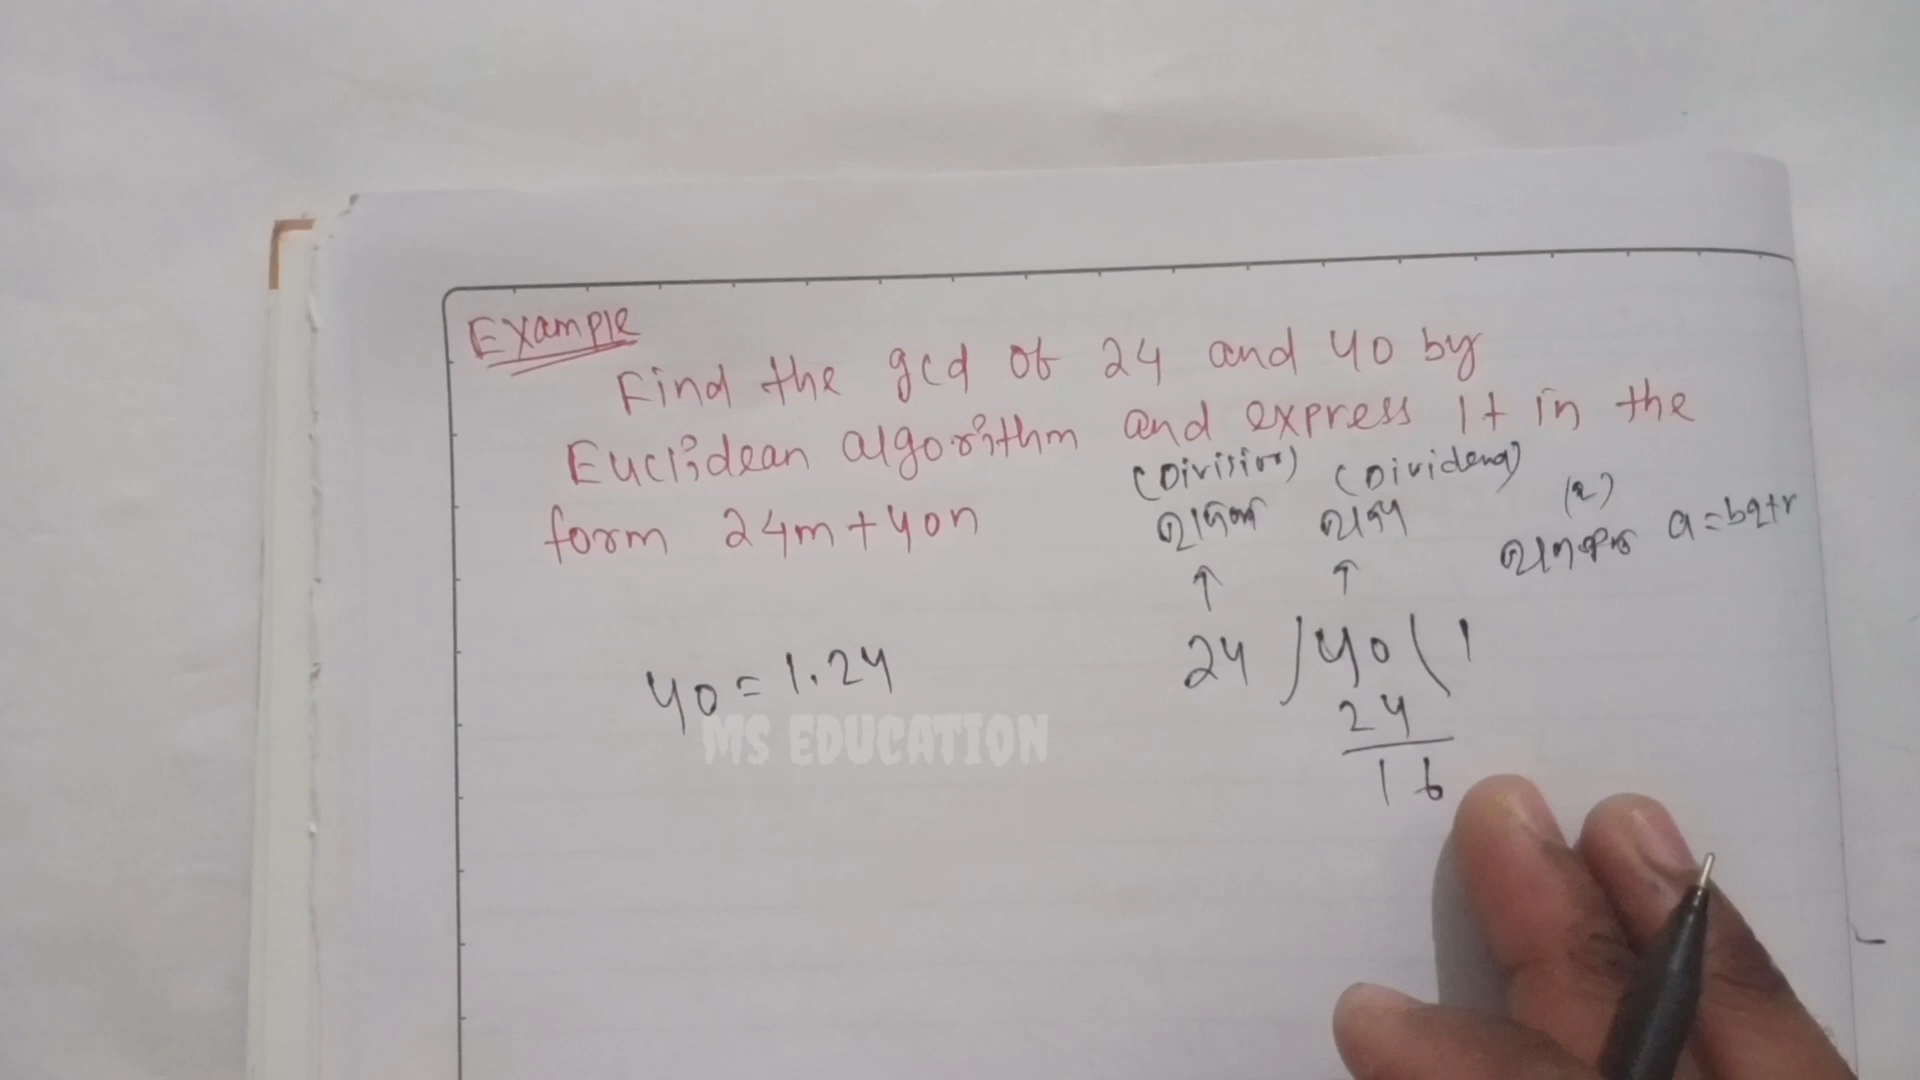 Example
Find the gcd of 24 and 40 by
Euclidean algorithm and express it in the
form 24m+40n
(Division) (Dividend)
(r)
ભાજક ભાજ્ય
a=bq+r
↑ ↑
40=1.24
24 ) 40 ( 1
24
16
MS EDUCATION